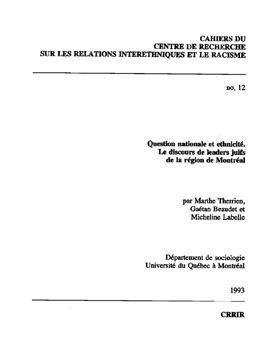 CAHIERS DU
CENTRE DE RECHERCHE
SUR LES RELATIONS INTERETHNIQUES ET LE RACISME
no, 12
Question nationale et ethnicité.
Le discours de leaders juifs
de la région de Montréal
par Marthe Therrien,
Gaétan Beaudet et
Micheline Labelle
Département de sociologie
Université du Québec à Montréal
1993
CRRIR